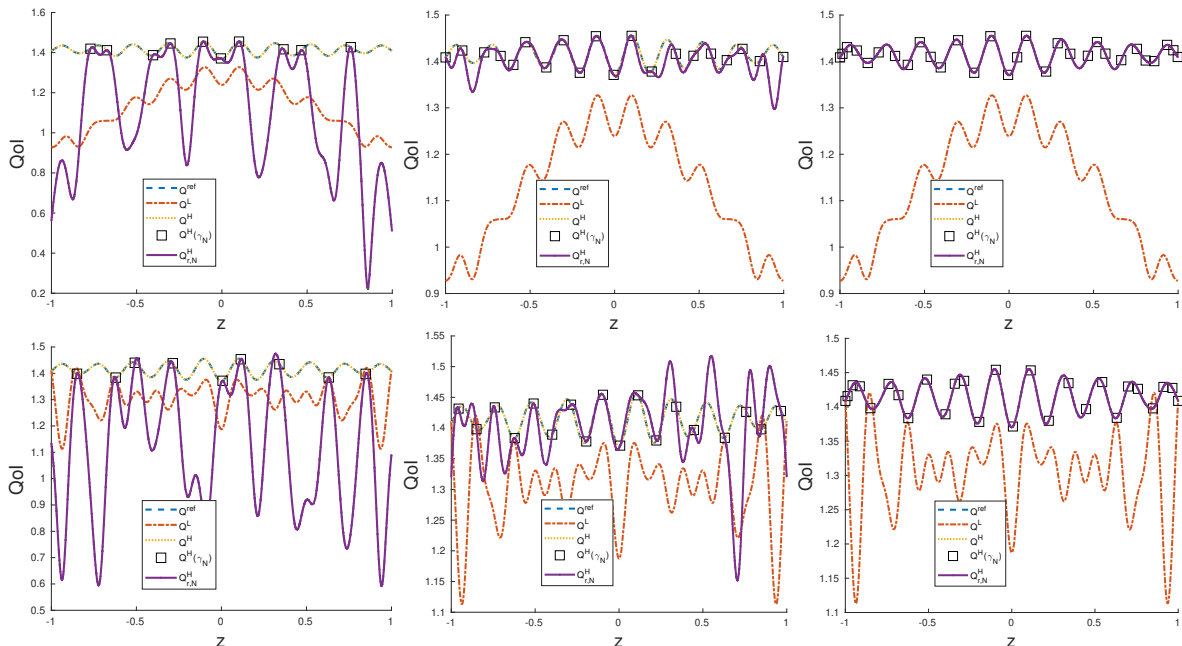 1.6
1.4
1.2
1
0.8
0.6
0.4
0.2
QoI
-1
-0.5
0
0.5
1
z
Q^ref
Q^L
Q^H
Q^H(γ_N)
Q^H_r,N
1.5
1.4
1.3
1.2
1.1
1
0.9
QoI
-1
-0.5
0
0.5
1
z
Q^ref
Q^L
Q^H
Q^H(γ_N)
Q^H_r,N
1.5
1.4
1.3
1.2
1.1
1
0.9
QoI
-1
-0.5
0
0.5
1
z
Q^ref
Q^L
Q^H
Q^H(γ_N)
Q^H_r,N
1.5
1.4
1.3
1.2
1.1
1
0.9
0.8
0.7
0.6
0.5
QoI
-1
-0.5
0
0.5
1
z
Q^ref
Q^L
Q^H
Q^H(γ_N)
Q^H_r,N
1.55
1.5
1.45
1.4
1.35
1.3
1.25
1.2
1.15
1.1
QoI
-1
-0.5
0
0.5
1
z
Q^ref
Q^L
Q^H
Q^H(γ_N)
Q^H_r,N
1.5
1.45
1.4
1.35
1.3
1.25
1.2
1.15
1.1
QoI
-1
-0.5
0
0.5
1
z
Q^ref
Q^L
Q^H
Q^H(γ_N)
Q^H_r,N